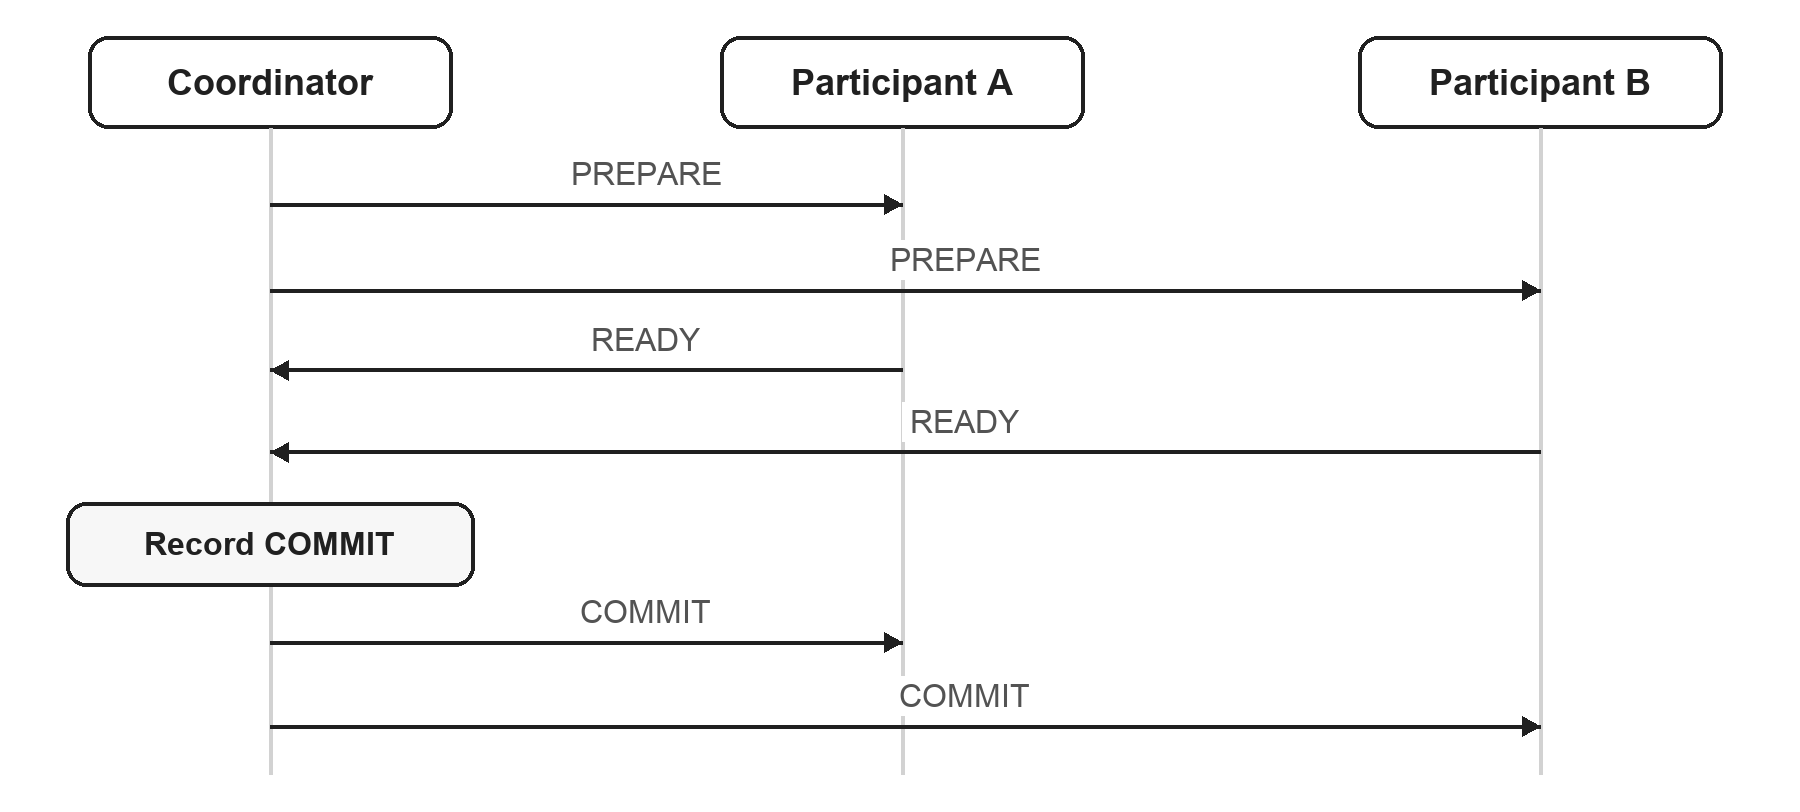 Coordinator
Participant A
Participant B
PREPARE
PREPARE
READY
READY
Record COMMIT
COMMIT
COMMIT